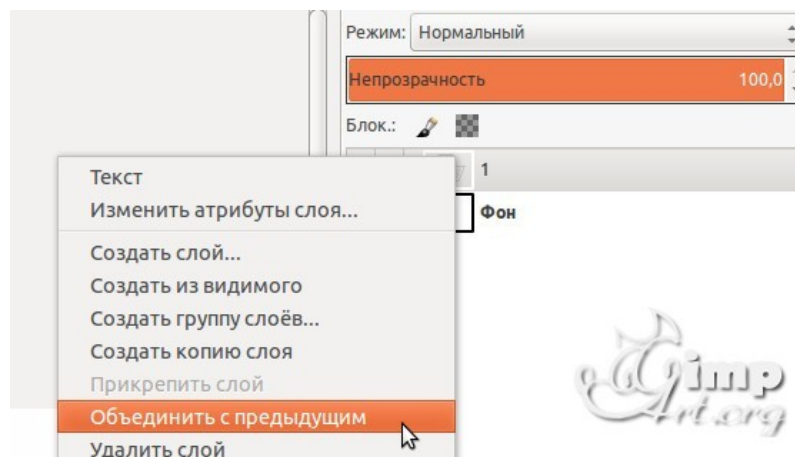 Режим: Нормальный
Непрозрачность 100,0
Блок.:
1
Фон
Текст
Изменить атрибуты слоя...
Создать слой...
Создать из видимого
Создать группу слоёв...
Создать копию слоя
Прикрепить слой
Объединить с предыдущим
Удалить слой
Gimp
Art.org